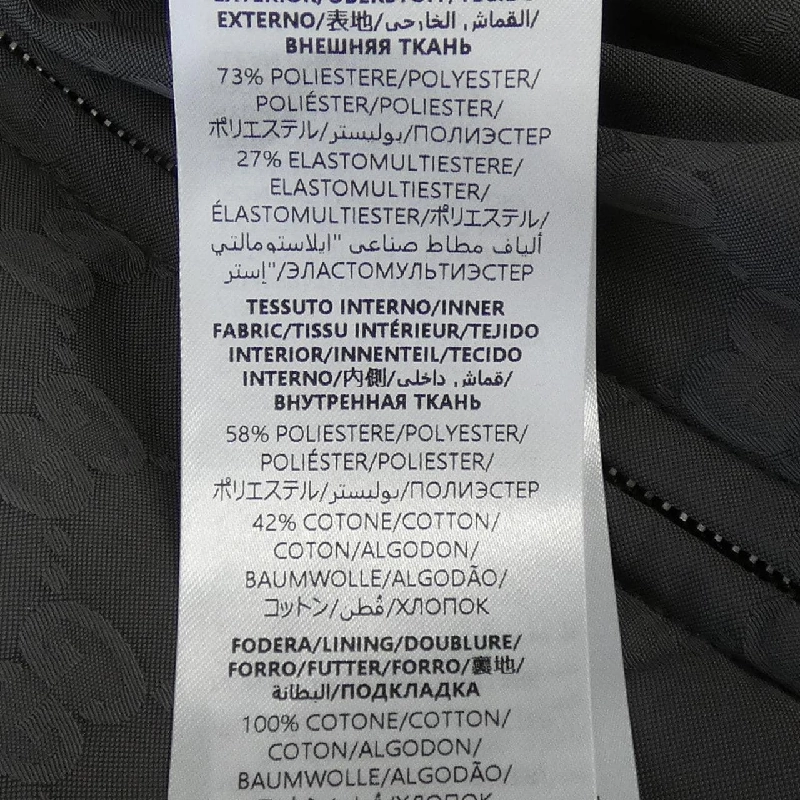 EXTERNO/表地/القماش الخارجي/
ВНЕШНЯЯ ТКАНЬ
73% POLIESTERE/POLYESTER/
POLIÉSTER/POLIESTER/
ポリエステル/بوليستر/ПОЛИЭСТЕР
27% ELASTOMULTIESTERE/
ELASTOMULTIESTER/
ÉLASTOMULTIESTER/ポリエステル/
ألياف مطاط صناعي "ايلاستومالتي
إستر"/ЭЛАСТОМУЛЬТИЭСТЕР
TESSUTO INTERNO/INNER
FABRIC/TISSU INTÉRIEUR/TEJIDO
INTERIOR/INNENTEIL/TECIDO
INTERNO/内側/قماش داخلي/
ВНУТРЕННАЯ ТКАНЬ
58% POLIESTERE/POLYESTER/
POLIÉSTER/POLIESTER/
ポリエステル/بوليستر/ПОЛИЭСТЕР
42% COTONE/COTTON/
COTON/ALGODON/
BAUMWOLLE/ALGODÃO/
コットン/قُطن/ХЛОПОК
FODERA/LINING/DOUBLURE/
FORRO/FUTTER/FORRO/裏地/
البطانة/ПОДКЛАДКА
100% COTONE/COTTON/
COTON/ALGODON/
BAUMWOLLE/ALGODÃO/